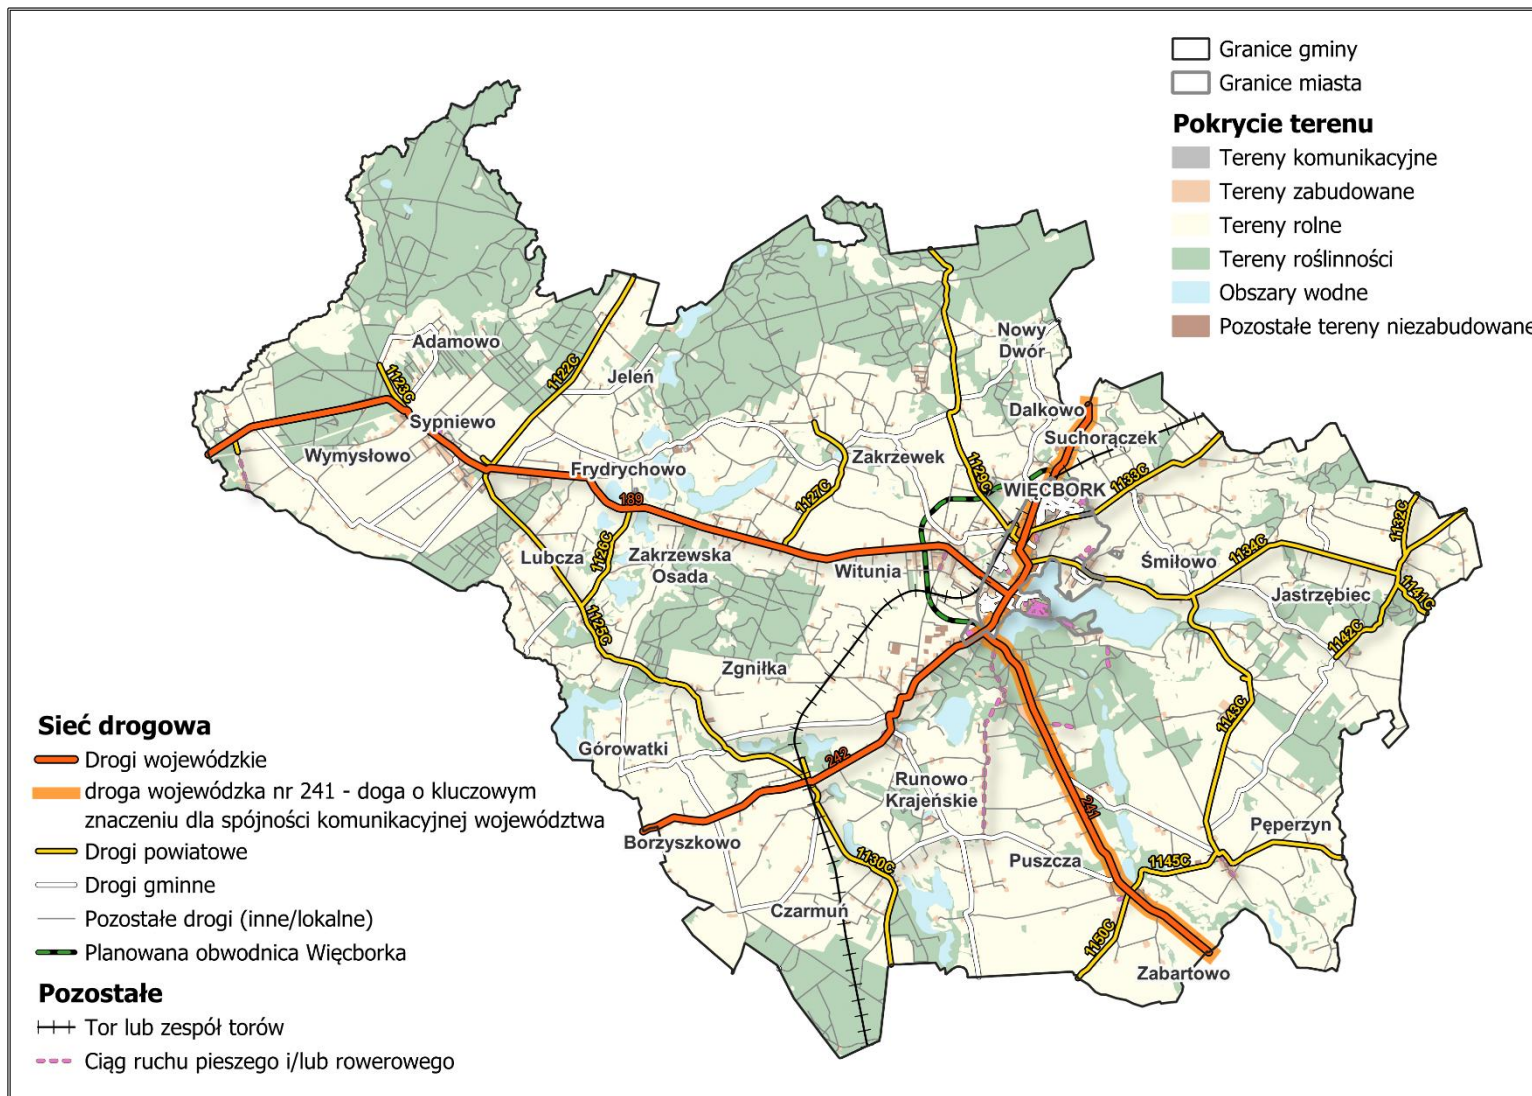 Granice gminy
Granice miasta
Pokrycie terenu
Tereny komunikacyjne
Tereny zabudowane
Tereny rolne
Tereny roślinności
Obszary wodne
Pozostałe tereny niezabudowane
Adamowo
1123C
1122C
Jeleń
Sypniewo
Wymysłowo
Frydrychowo
189
Nowy
Dwór
Dalkowo
Suchorączek
Zakrzewek
1127C
1129C
WIĘCBORK
1133C
1132C
Lubcza
1126C
Zakrzewska
Osada
Witunia
Śmiłowo
1134C
Jastrzębiec
1141C
1142C
1125C
Zgniłka
1143C
Górowatki
242
Runowo
Krajeńskie
241
Borzyszkowo
1130C
Puszcza
1145C
Pęperzyn
Czarmuń
1150C
Zabartowo
Sieć drogowa
Drogi wojewódzkie
droga wojewódzka nr 241 - doga o kluczowym
znaczeniu dla spójności komunikacyjnej województwa
Drogi powiatowe
Drogi gminne
Pozostałe drogi (inne/lokalne)
Planowana obwodnica Więcborka
Pozostałe
Tor lub zespół torów
Ciąg ruchu pieszego i/lub rowerowego